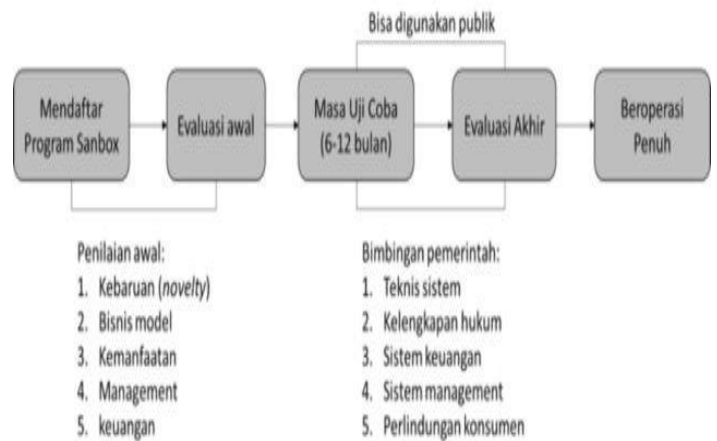 Bisa digunakan publik
Mendaftar
Program Sanbox
Evaluasi awal
Masa Uji Coba
(6-12 bulan)
Evaluasi Akhir
Beroperasi
Penuh
Penilaian awal:
1. Kebaruan (novelty)
2. Bisnis model
3. Kemanfaatan
4. Management
5. keuangan
Bimbingan pemerintah:
1. Teknis sistem
2. Kelengkapan hukum
3. Sistem keuangan
4. Sistem management
5. Perlindungan konsumen